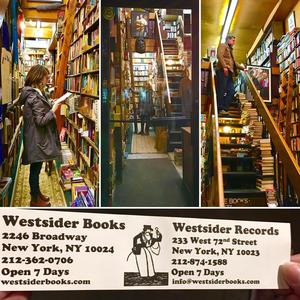 Westsider Books
2246 Broadway
New York, NY 10024
212-362-0706
Open 7 Days
westsiderbooks.com
Westsider Records
233 West 72nd Street
New York, NY 10023
212-874-1588
Open 7 Days
info@westsiderbooks.com